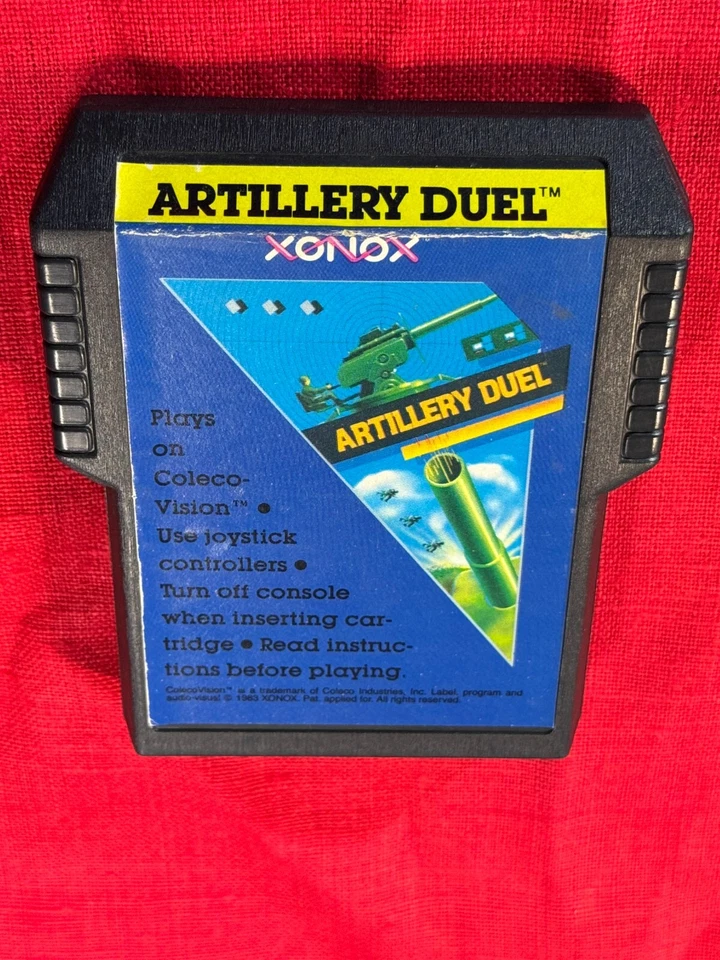 ARTILLERY DUEL™
XONOX
ARTILLERY DUEL™
Plays
on
Coleco-
Vision™ •
Use joystick
controllers •
Turn off console
when inserting car-
tridge • Read instruc-
tions before playing.
ColecoVision™ is a trademark of Coleco Industries, Inc. Label, program and
audio-visual © 1983 XONOX. Pat. applied for. All rights reserved.